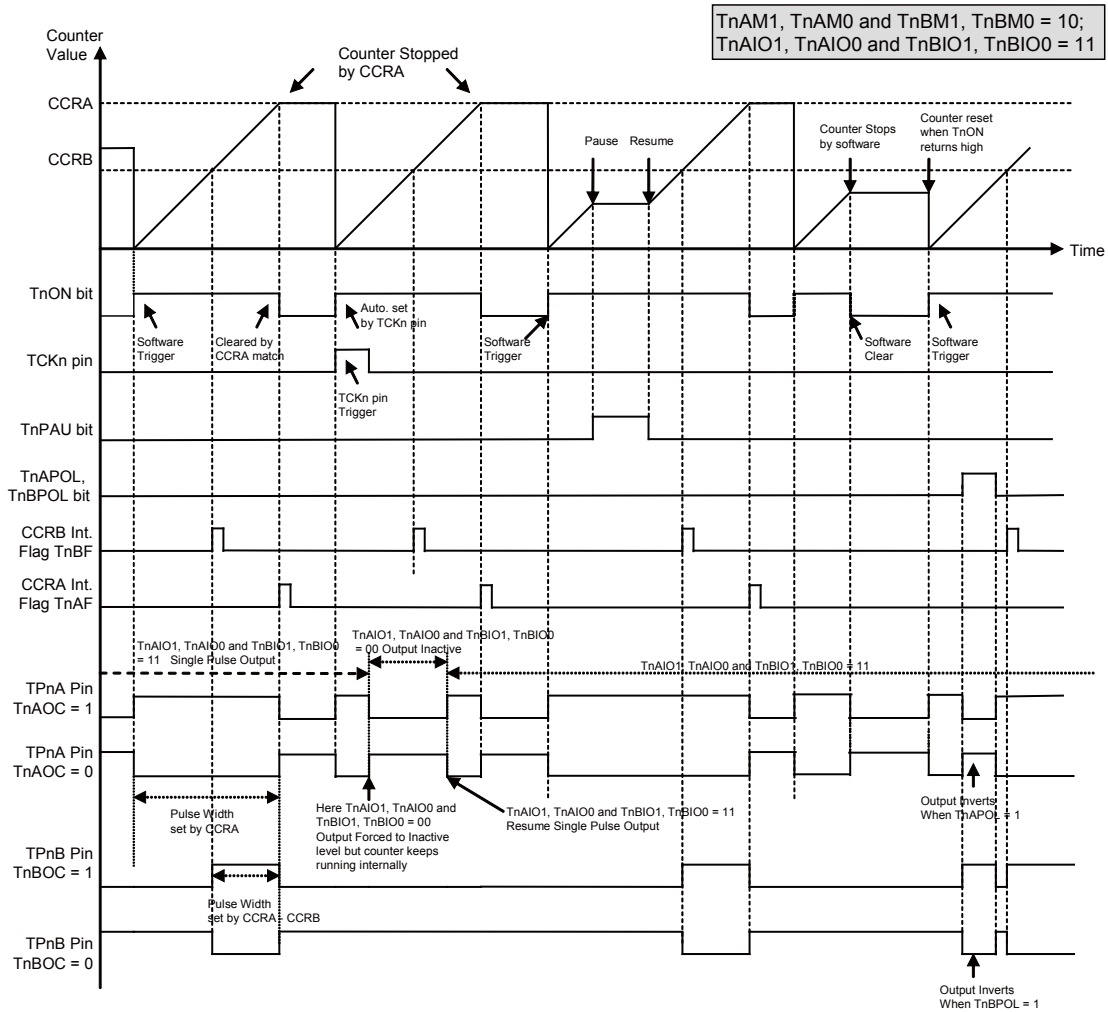 TnAM1, TnAM0 and TnBM1, TnBM0 = 10;
TnAIO1, TnAIO0 and TnBIO1, TnBIO0 = 11
Counter
Value
Counter Stopped
by CCRA
CCRA
CCRB
Pause
Resume
Counter Stops
by software
Counter reset
when TnON
returns high
Time
TnON bit
Software
Trigger
Cleared by
CCRA match
Auto. set
by TCKn pin
Software
Trigger
Software
Clear
Software
Trigger
TCKn pin
TCKn pin
Trigger
TnPAU bit
TnAPOL,
TnBPOL bit
CCRB Int.
Flag TnBF
CCRA Int.
Flag TnAF
TnAIO1, TnAIO0 and TnBIO1, TnBIO0
= 11 Single Pulse Output
TnAIO1, TnAIO0 and TnBIO1, TnBIO0
= 00 Output Inactive
TnAIO1, TnAIO0 and TnBIO1, TnBIO0 = 11
TPnA Pin
TnAOC = 1
TPnA Pin
TnAOC = 0
Pulse Width
set by CCRA
Here TnAIO1, TnAIO0 and
TnBIO1, TnBIO0 = 00
Output Forced to Inactive
level but counter keeps
running internally
TnAIO1, TnAIO0 and TnBIO1, TnBIO0 = 11
Resume Single Pulse Output
Output Inverts
When TnAPOL = 1
TPnB Pin
TnBOC = 1
Pulse Width
set by CCRA - CCRB
TPnB Pin
TnBOC = 0
Output Inverts
When TnBPOL = 1